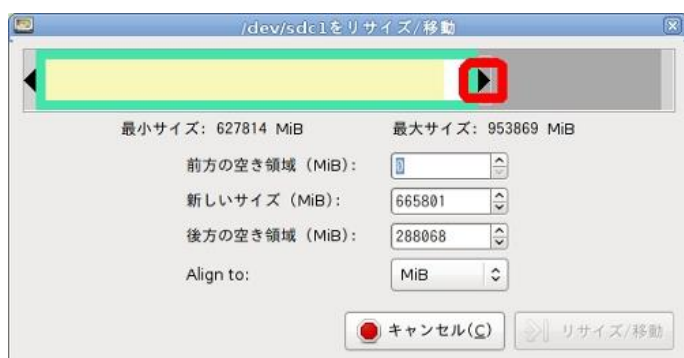 /dev/sdc1をリサイズ/移動
最小サイズ: 627814 MiB 最大サイズ: 953869 MiB
前方の空き領域 (MiB): 0
新しいサイズ (MiB): 665801
後方の空き領域 (MiB): 288068
Align to: MiB
キャンセル(C) リサイズ/移動